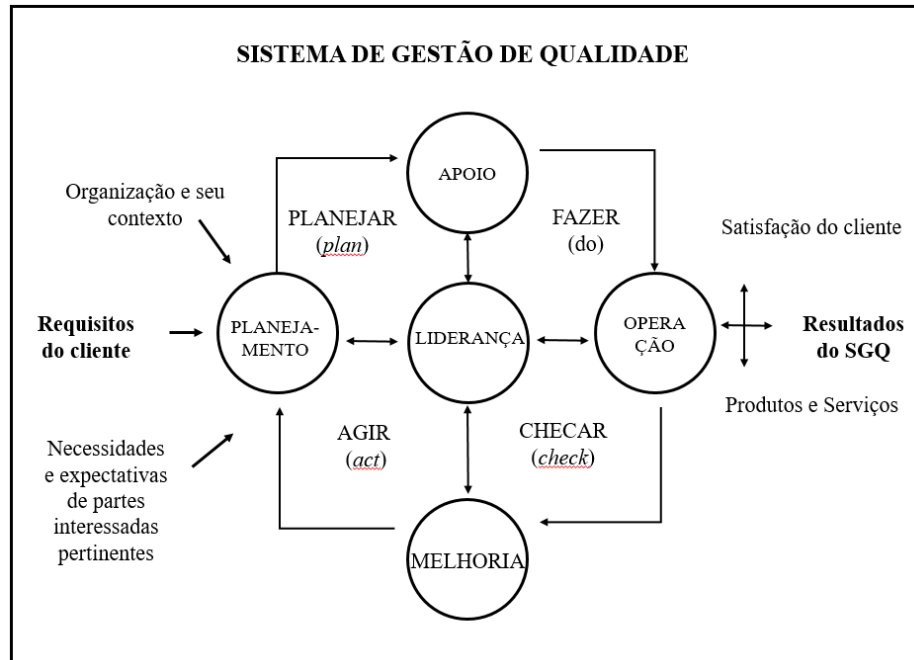 SISTEMA DE GESTÃO DE QUALIDADE
APOIO
Organização e seu
contexto
PLANEJAR
(plan)
FAZER
(do)
Satisfação do cliente
Requisitos
do cliente
PLANEJA-
MENTO
LIDERANÇA
OPERA
ÇÃO
Resultados
do SGQ
Produtos e Serviços
AGIR
(act)
CHECAR
(check)
Necessidades
e expectativas
de partes
interessadas
pertinentes
MELHORIA